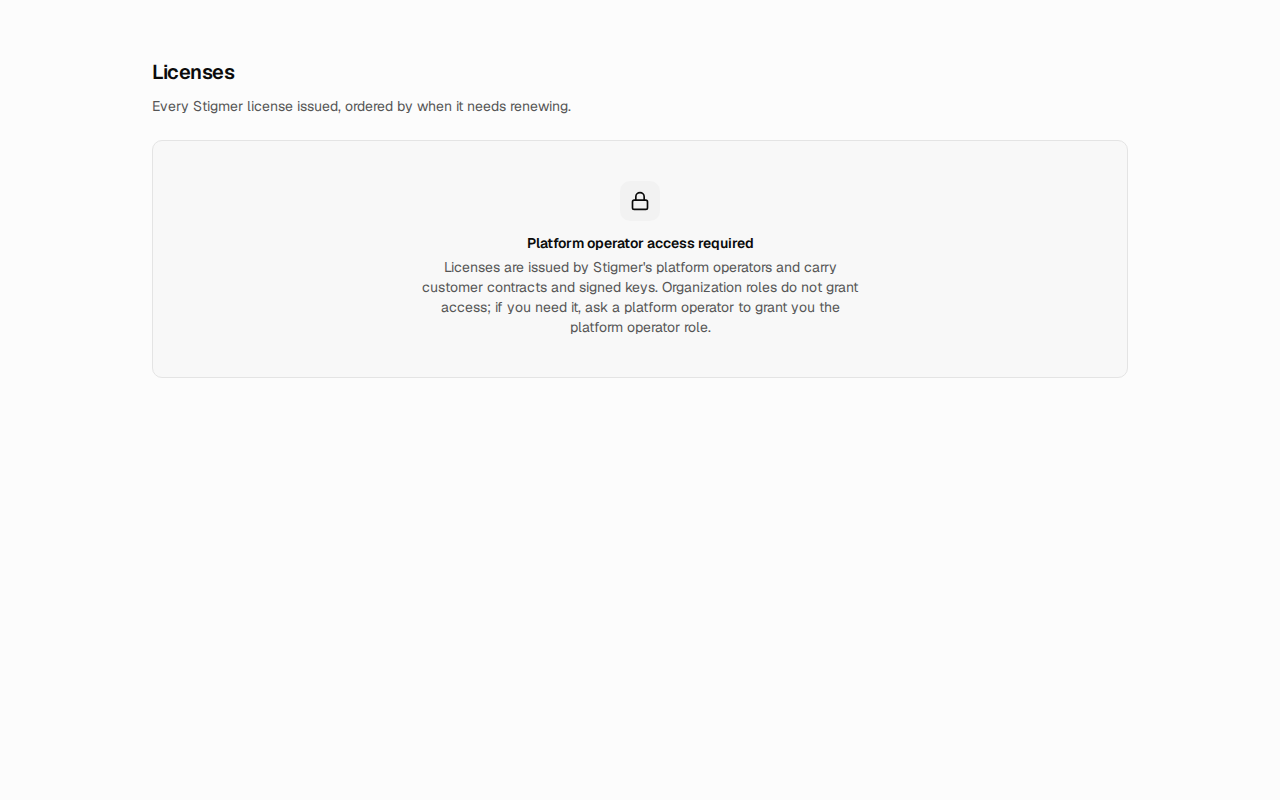 Licenses
Every Stigmer license issued, ordered by when it needs renewing.
Platform operator access required
Licenses are issued by Stigmer's platform operators and carry
customer contracts and signed keys. Organization roles do not grant
access; if you need it, ask a platform operator to grant you the
platform operator role.